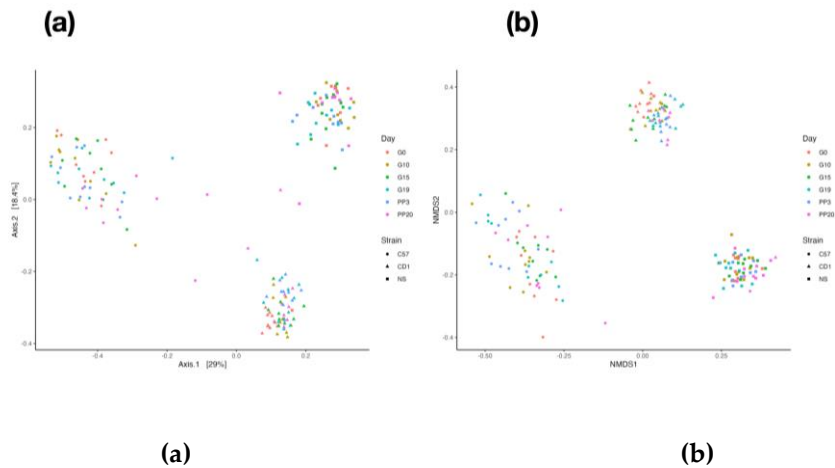 (a)
(b)
Axis.2 [18.4%]
0.2
0.0
-0.2
-0.4
-0.4
-0.2
0.0
0.2
Axis.1 [29%]
Day
G0
G10
G15
G19
PP3
PP20
Strain
C57
CD1
NS
NMDS2
0.4
0.2
0.0
-0.2
-0.4
-0.50
-0.25
0.00
0.25
NMDS1
Day
G0
G10
G15
G19
PP3
PP20
Strain
C57
CD1
NS
(a)
(b)